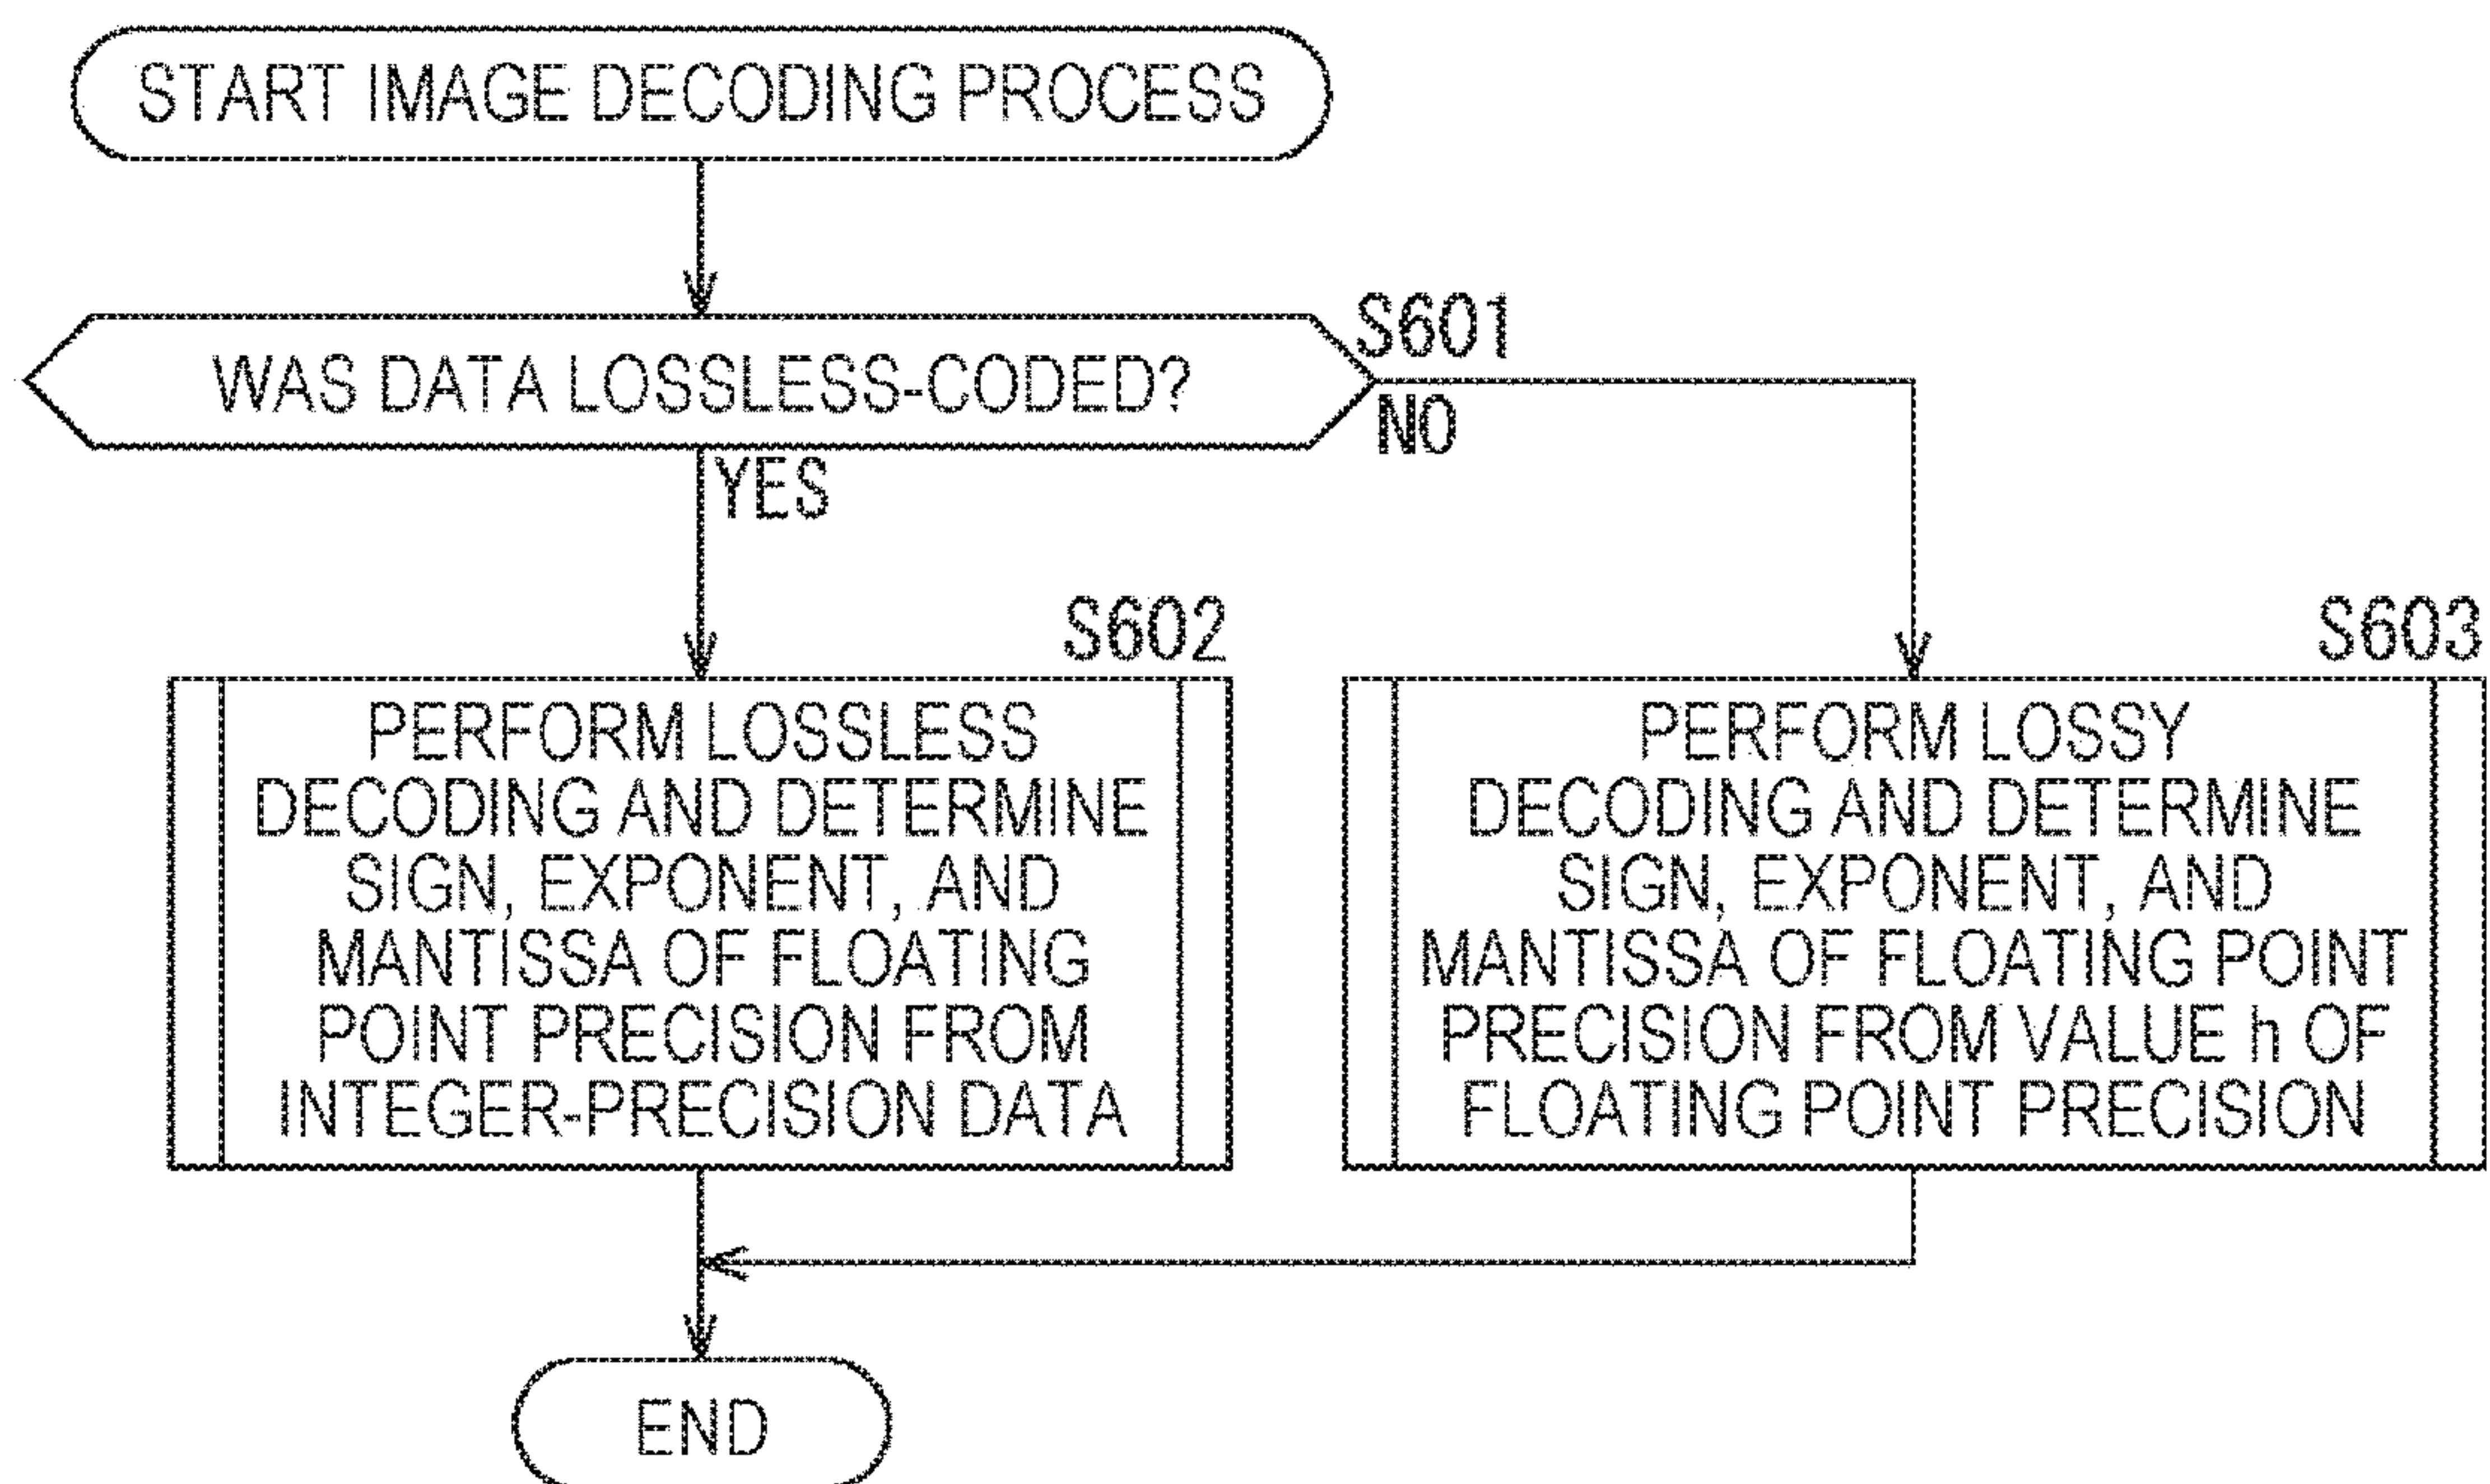 START IMAGE DECODING PROCESS
S601
WAS DATA LOSSLESS-CODED?
NO
YES
S602
PERFORM LOSSLESS
DECODING AND DETERMINE
SIGN, EXPONENT, AND
MANTISSA OF FLOATING
POINT PRECISION FROM
INTEGER-PRECISION DATA
S603
PERFORM LOSSY
DECODING AND DETERMINE
SIGN, EXPONENT, AND
MANTISSA OF FLOATING POINT
PRECISION FROM VALUE h OF
FLOATING POINT PRECISION
END